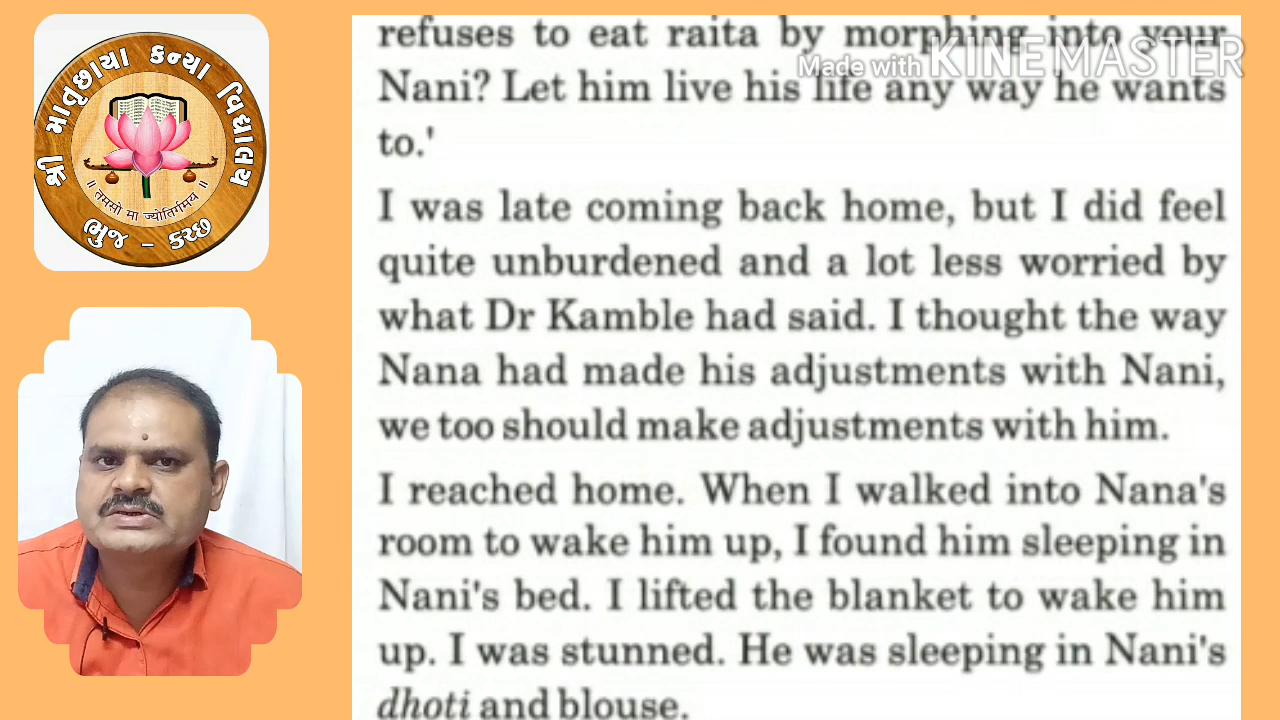 શ્રી માતૃછાયા કન્યા વિદ્યાલય
॥ तमसो मा ज्योतिर्गमय ॥
ભુજ - કચ્છ
Made with KINEMASTER
refuses to eat raita by morphing into your
Nani? Let him live his life any way he wants
to.'
I was late coming back home, but I did feel
quite unburdened and a lot less worried by
what Dr Kamble had said. I thought the way
Nana had made his adjustments with Nani,
we too should make adjustments with him.
I reached home. When I walked into Nana's
room to wake him up, I found him sleeping in
Nani's bed. I lifted the blanket to wake him
up. I was stunned. He was sleeping in Nani's
dhoti and blouse.